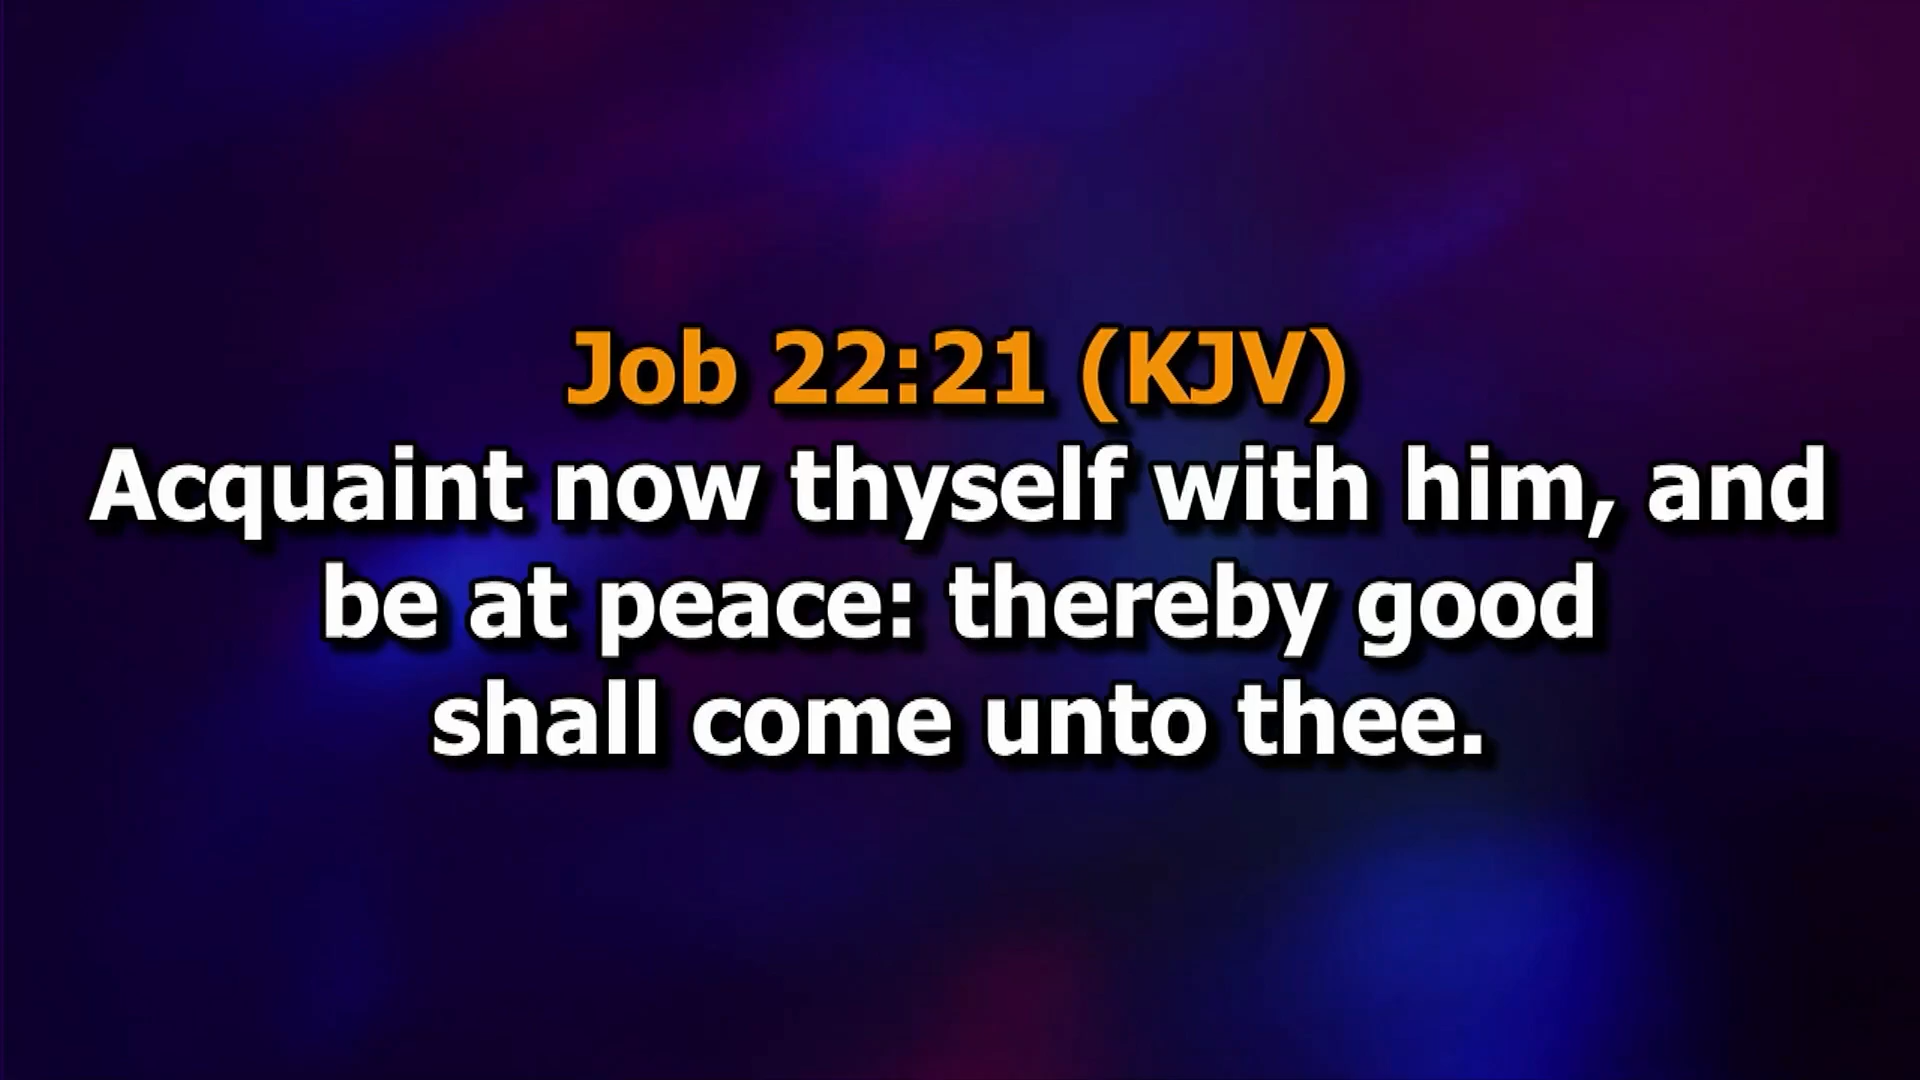 Job 22:21 (KJV)
Acquaint now thyself with him, and
be at peace: thereby good
shall come unto thee.